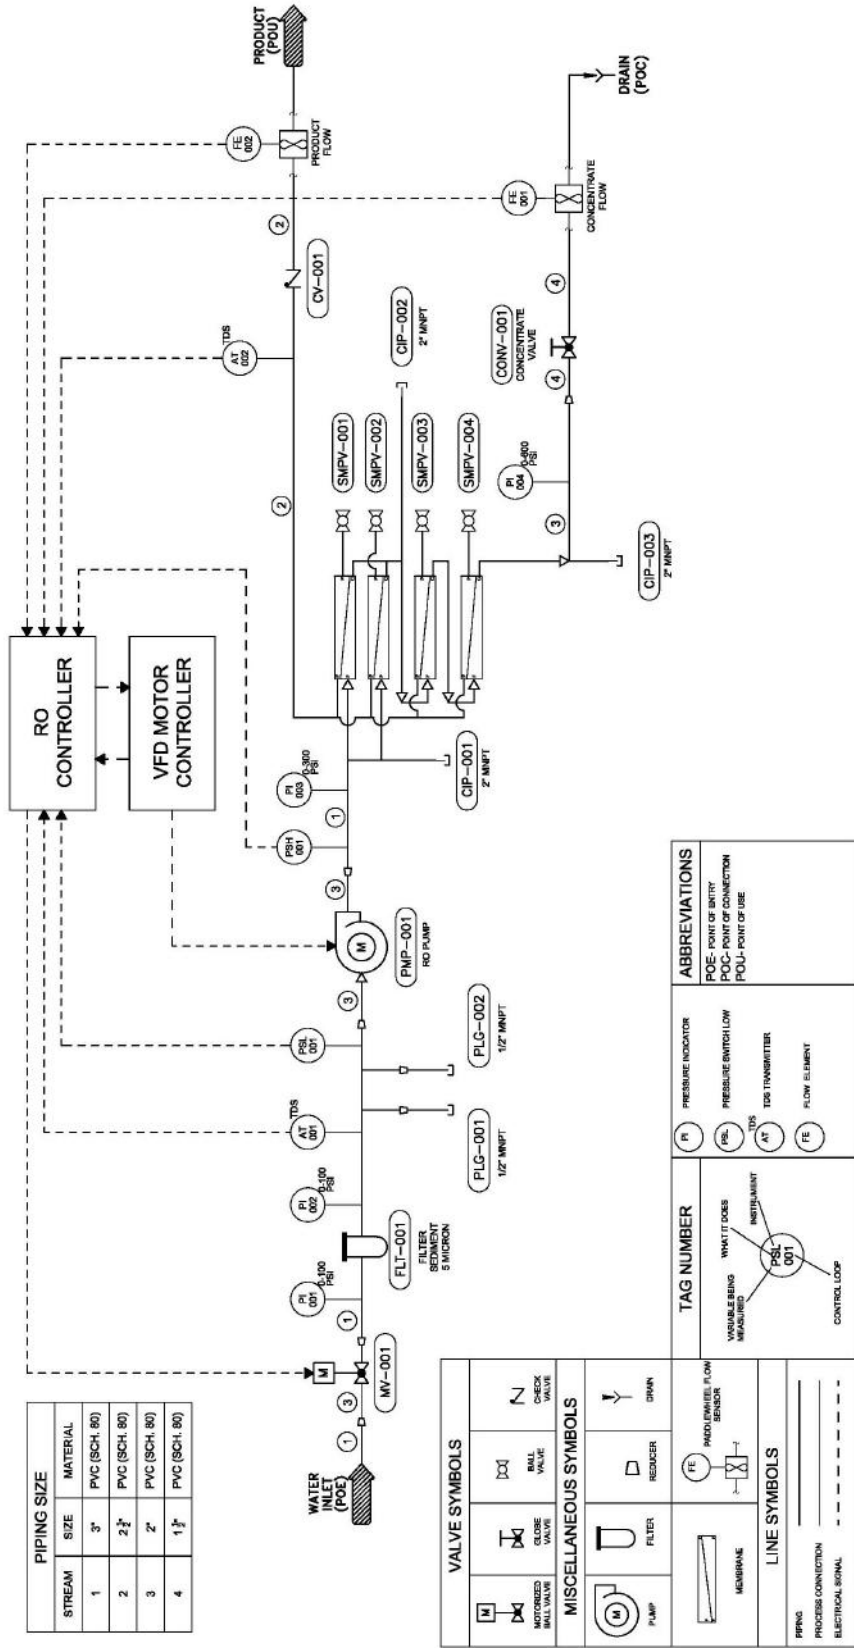 PIPING SIZE
STREAM SIZE MATERIAL
1 3" PVC (SCH. 80)
2 2½" PVC (SCH. 80)
3 2" PVC (SCH. 80)
4 1½" PVC (SCH. 80)
RO
CONTROLLER
VFD MOTOR
CONTROLLER
WATER
INLET
(POE)
1
3
M
MV-001
1
PI
001
0-100
PSI
FLT-001
FILTER
SEDIMENT
5 MICRON
PI
002
0-100
PSI
AT
001
TDS
PLG-001
1/2" MNPT
PSL
001
PLG-002
1/2" MNPT
3
M
PMP-001
RO PUMP
3
PSH
001
1
PI
003
0-300
PSI
CIP-001
2" MNPT
SMPV-001
SMPV-002
SMPV-003
SMPV-004
CIP-002
2" MNPT
2
AT
002
TDS
CV-001
2
FE
002
PRODUCT
FLOW
PRODUCT
(POU)
CIP-003
2" MNPT
3
PI
004
0-600
PSI
4
CONV-001
CONCENTRATE
VALVE
4
FE
001
CONCENTRATE
FLOW
DRAIN
(POC)
VALVE SYMBOLS
M
MOTORIZED
BALL VALVE
GLOBE
VALVE
BALL
VALVE
CHECK
VALVE
MISCELLANEOUS SYMBOLS
M
PUMP
FILTER
REDUCER
DRAIN
MEMBRANE
FE
PADDLEWHEEL FLOW
SENSOR
LINE SYMBOLS
PIPING
PROCESS CONNECTION
ELECTRICAL SIGNAL
TAG NUMBER
VARIABLE BEING
MEASURED
WHAT IT DOES
INSTRUMENT
PSL
001
CONTROL LOOP
PI PRESSURE INDICATOR
PSL PRESSURE SWITCH LOW
TDS
AT TDS TRANSMITTER
FE FLOW ELEMENT
ABBREVIATIONS
POE- POINT OF ENTRY
POC- POINT OF CONNECTION
POU- POINT OF USE